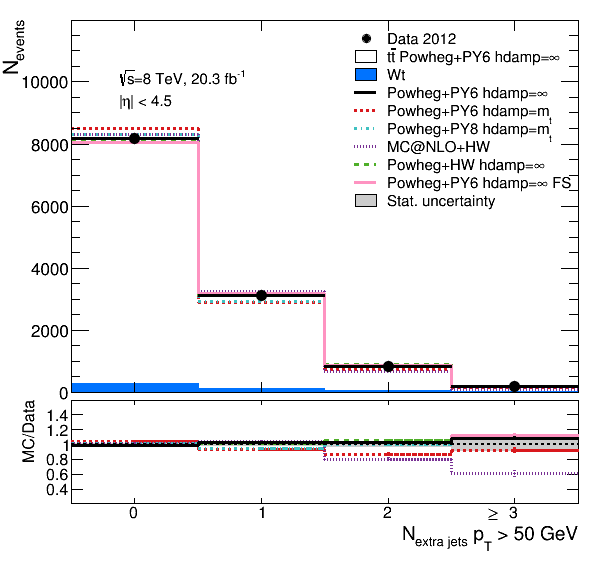 N_events
10000
8000
6000
4000
2000
0
√s=8 TeV, 20.3 fb⁻¹
|η| < 4.5
Data 2012
tt̄ Powheg+PY6 hdamp=∞
Wt
Powheg+PY6 hdamp=∞
Powheg+PY6 hdamp=m_t
Powheg+PY8 hdamp=m_t
MC@NLO+HW
Powheg+HW hdamp=∞
Powheg+PY6 hdamp=∞ FS
Stat. uncertainty
MC/Data
1.4
1.2
1
0.8
0.6
0.4
0 1 2 ≥ 3
N_extra jets p_T > 50 GeV